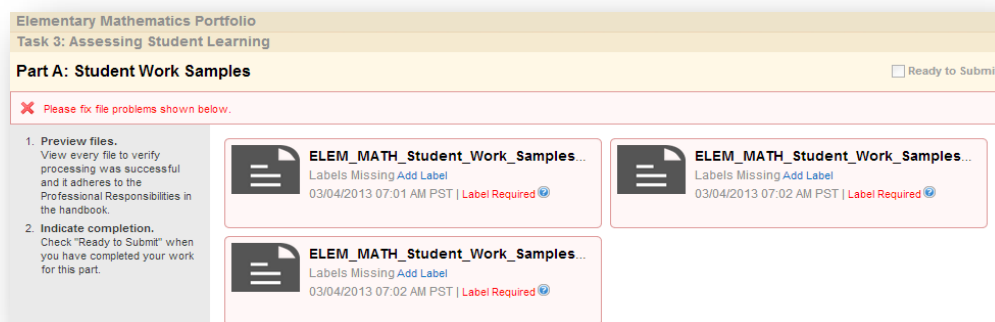 Elementary Mathematics Portfolio
Task 3: Assessing Student Learning
Part A: Student Work Samples
Ready to Submi
Please fix file problems shown below.
1. Preview files.
View every file to verify
processing was successful
and it adheres to the
Professional Responsibilities in
the handbook.
2. Indicate completion.
Check "Ready to Submit" when
you have completed your work
for this part.
ELEM_MATH_Student_Work_Samples...
Labels Missing Add Label
03/04/2013 07:01 AM PST | Label Required ?
ELEM_MATH_Student_Work_Samples...
Labels Missing Add Label
03/04/2013 07:02 AM PST | Label Required ?
ELEM_MATH_Student_Work_Samples...
Labels Missing Add Label
03/04/2013 07:02 AM PST | Label Required ?